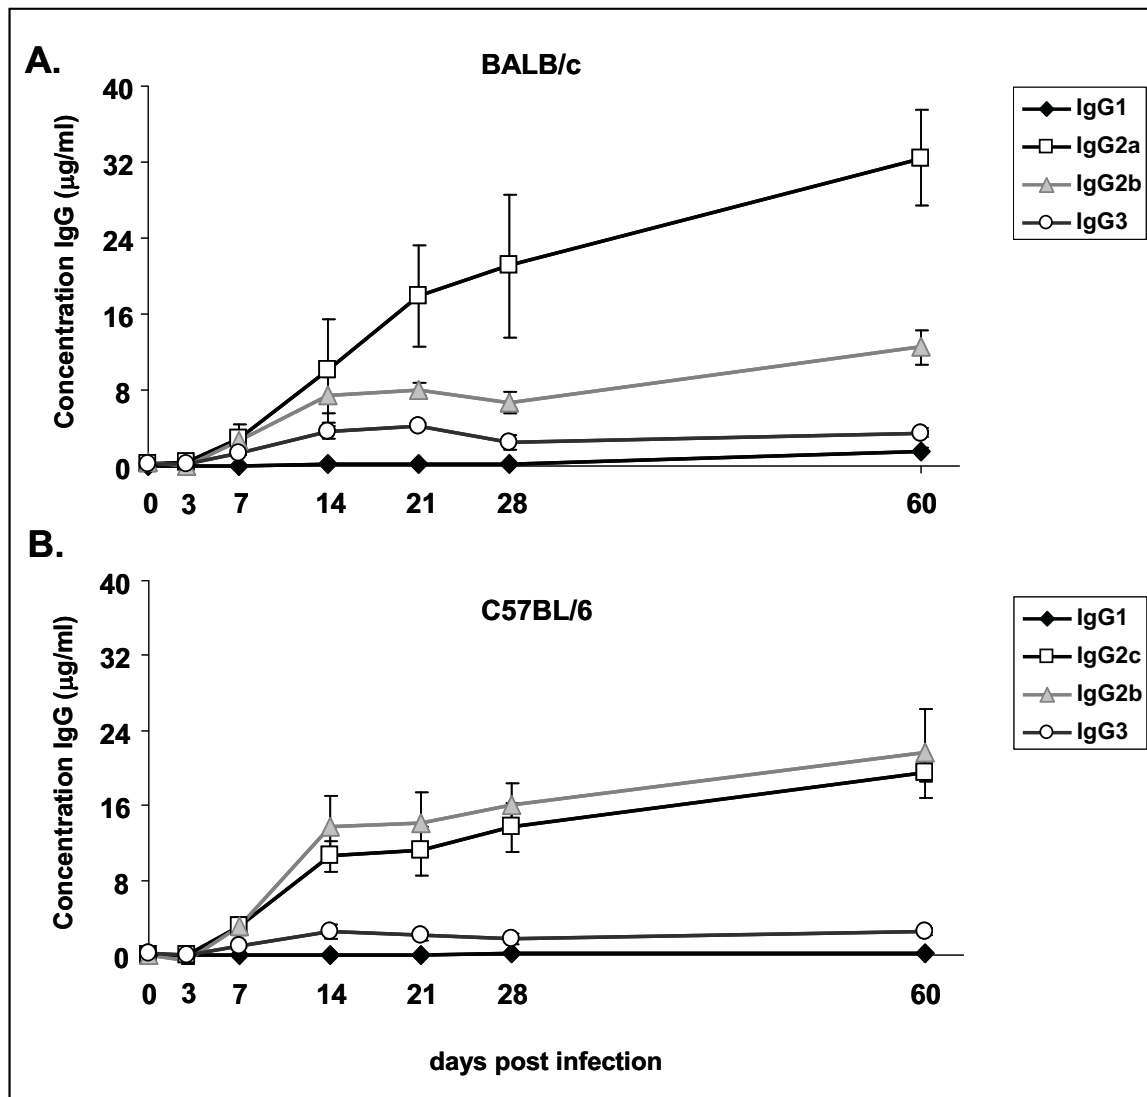 A.
BALB/c
Concentration IgG (µg/ml)
40
32
24
16
8
0
0 3 7 14 21 28 60
IgG1
IgG2a
IgG2b
IgG3
B.
C57BL/6
Concentration IgG (µg/ml)
40
32
24
16
8
0
0 3 7 14 21 28 60
IgG1
IgG2c
IgG2b
IgG3
days post infection